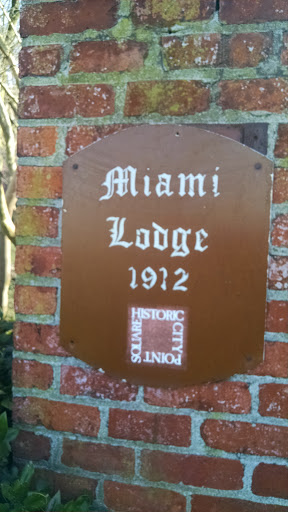 Miami
Lodge
1912
HISTORIC
CITY
POINT
SQUARE